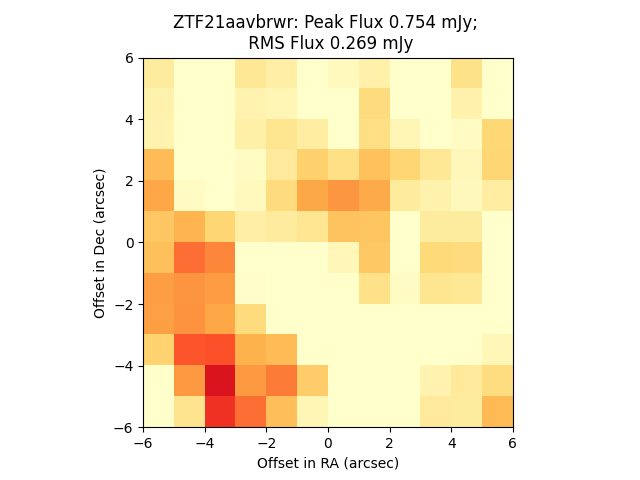 ZTF21aavbrwr: Peak Flux 0.754 mJy;
RMS Flux 0.269 mJy
6
4
2
0
−2
−4
−6
Offset in Dec (arcsec)
−6 −4 −2 0 2 4 6
Offset in RA (arcsec)